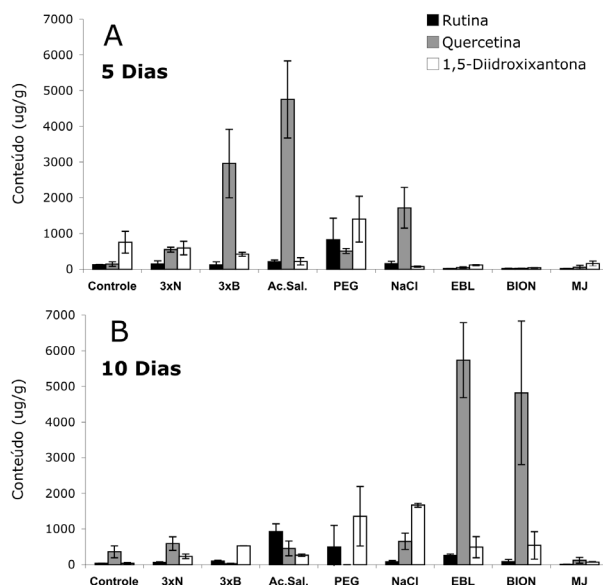 A
5 Dias
Rutina
Quercetina
1,5-Diidroxixantona
Conteúdo (ug/g)
7000
6000
5000
4000
3000
2000
1000
0
Controle 3xN 3xB Ac.Sal. PEG NaCl EBL BION MJ
B
10 Dias
Conteúdo (ug/g)
7000
6000
5000
4000
3000
2000
1000
0
Controle 3xN 3xB Ac.Sal. PEG NaCl EBL BION MJ